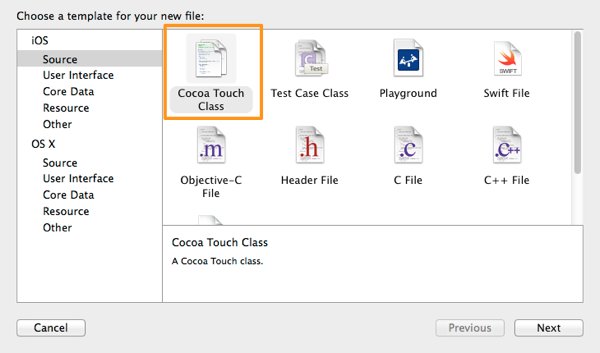 Choose a template for your new file:
iOS
Source
User Interface
Core Data
Resource
Other
OS X
Source
User Interface
Core Data
Resource
Other
Cocoa Touch
Class
Test
Test Case Class
Playground
SWIFT
Swift File
.m
Objective-C
File
.h
Header File
.c
C File
.c++
C++ File
Cocoa Touch Class
A Cocoa Touch class.
Cancel
Previous
Next